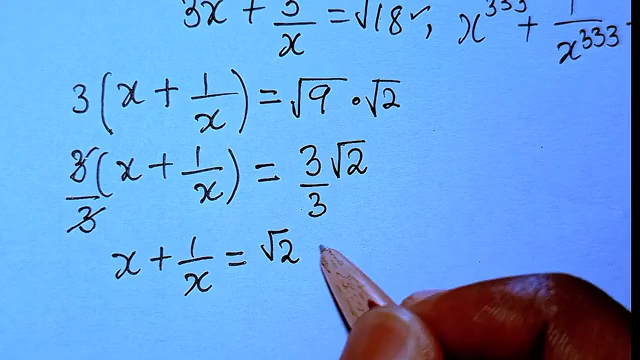 3x + 3/x = √18 ✓, x^333 + 1/x^333
3(x + 1/x) = √9 · √2
3/3(x + 1/x) = 3/3 √2
x + 1/x = √2